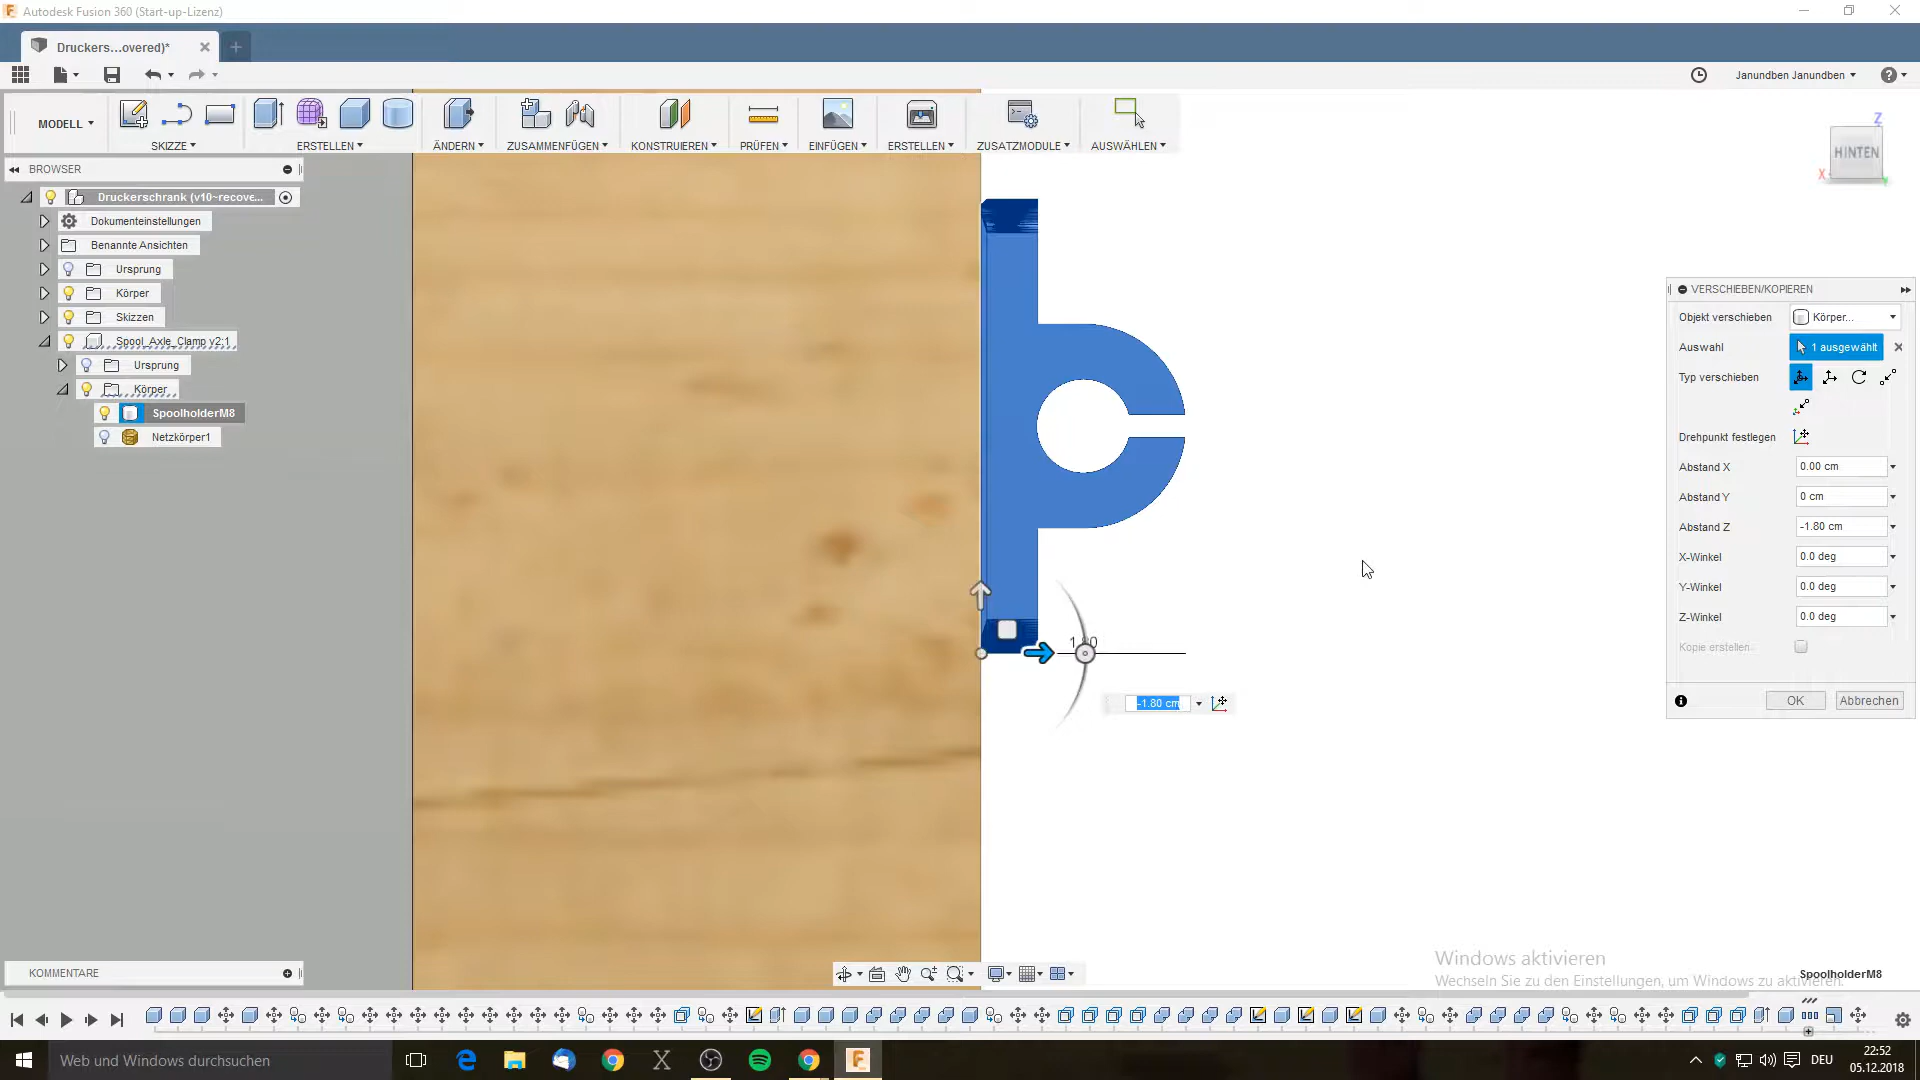 Autodesk Fusion 360 (Start-up-Lizenz)
Druckers...overed)*
Janundben Janundben
MODELL
SKIZZE
ERSTELLEN
ÄNDERN
ZUSAMMENFÜGEN
KONSTRUIEREN
PRÜFEN
EINFÜGEN
ERSTELLEN
ZUSATZMODULE
AUSWÄHLEN
Z
HINTEN
X
Y
BROWSER
Druckerschrank (v10~recove...
Dokumenteinstellungen
Benannte Ansichten
Ursprung
Körper
Skizzen
Spool_Axle_Clamp v2:1
Ursprung
Körper
SpoolholderM8
Netzkörper1
VERSCHIEBEN/KOPIEREN
Objekt verschieben Körper...
Auswahl 1 ausgewählt
Typ verschieben
Drehpunkt festlegen
Abstand X 0.00 cm
Abstand Y 0 cm
Abstand Z -1.80 cm
X-Winkel 0.0 deg
Y-Winkel 0.0 deg
Z-Winkel 0.0 deg
Kopie erstellen.
OK Abbrechen
1.80
-1.80 cm
Windows aktivieren
Wechseln Sie zu den Einstellungen, um Windows zu aktivieren.
SpoolholderM8
KOMMENTARE
Web und Windows durchsuchen
DEU
22:52
05.12.2018